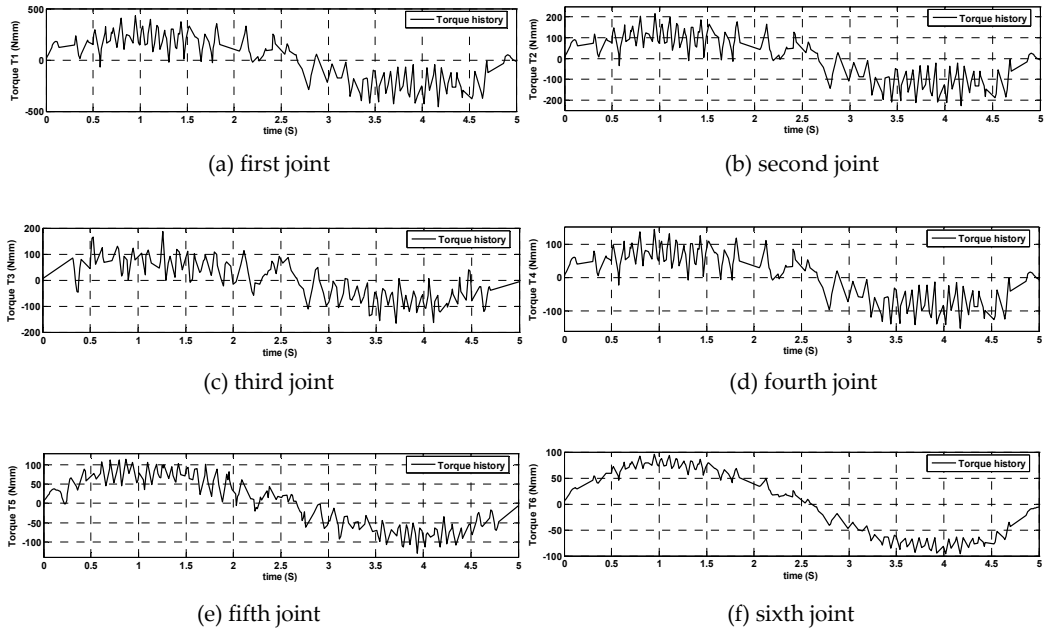 Torque T1 (Nmm)
500
0
-500
Torque history
0 0.5 1 1.5 2 2.5 3 3.5 4 4.5 5
time (S)
(a) first joint
Torque T2 (Nmm)
200
100
0
-100
-200
Torque history
0 0.5 1 1.5 2 2.5 3 3.5 4 4.5 5
time (S)
(b) second joint
Torque T3 (Nmm)
200
100
0
-100
-200
Torque history
0 0.5 1 1.5 2 2.5 3 3.5 4 4.5 5
time (S)
(c) third joint
Torque T4 (Nmm)
100
0
-100
Torque history
0 0.5 1 1.5 2 2.5 3 3.5 4 4.5 5
time (S)
(d) fourth joint
Torque T5 (Nmm)
100
50
0
-50
-100
Torque history
0 0.5 1 1.5 2 2.5 3 3.5 4 4.5 5
time (S)
(e) fifth joint
Torque T6 (Nmm)
100
50
0
-50
-100
Torque history
0 0.5 1 1.5 2 2.5 3 3.5 4 4.5 5
time (S)
(f) sixth joint